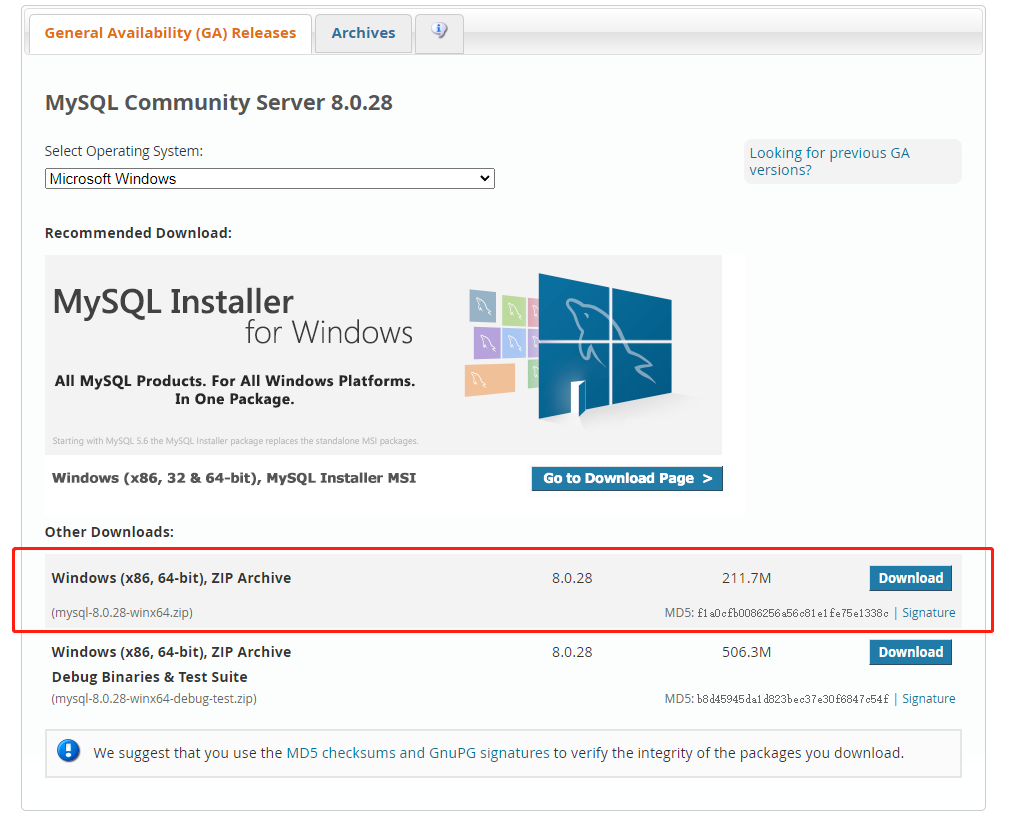 General Availability (GA) Releases
Archives
MySQL Community Server 8.0.28
Select Operating System:
Microsoft Windows
Looking for previous GA
versions?
Recommended Download:
MySQL Installer
for Windows
All MySQL Products. For All Windows Platforms.
In One Package.
Starting with MySQL 5.6 the MySQL Installer package replaces the standalone MSI packages.
Windows (x86, 32 & 64-bit), MySQL Installer MSI
Go to Download Page >
Other Downloads:
Windows (x86, 64-bit), ZIP Archive 8.0.28 211.7M Download
(mysql-8.0.28-winx64.zip) MD5: f1a0cfb0086256a56c81e1fe75e1338c | Signature
Windows (x86, 64-bit), ZIP Archive 8.0.28 506.3M Download
Debug Binaries & Test Suite
(mysql-8.0.28-winx64-debug-test.zip) MD5: b8d45945da1d823bec37e30f6847c54f | Signature
We suggest that you use the MD5 checksums and GnuPG signatures to verify the integrity of the packages you download.